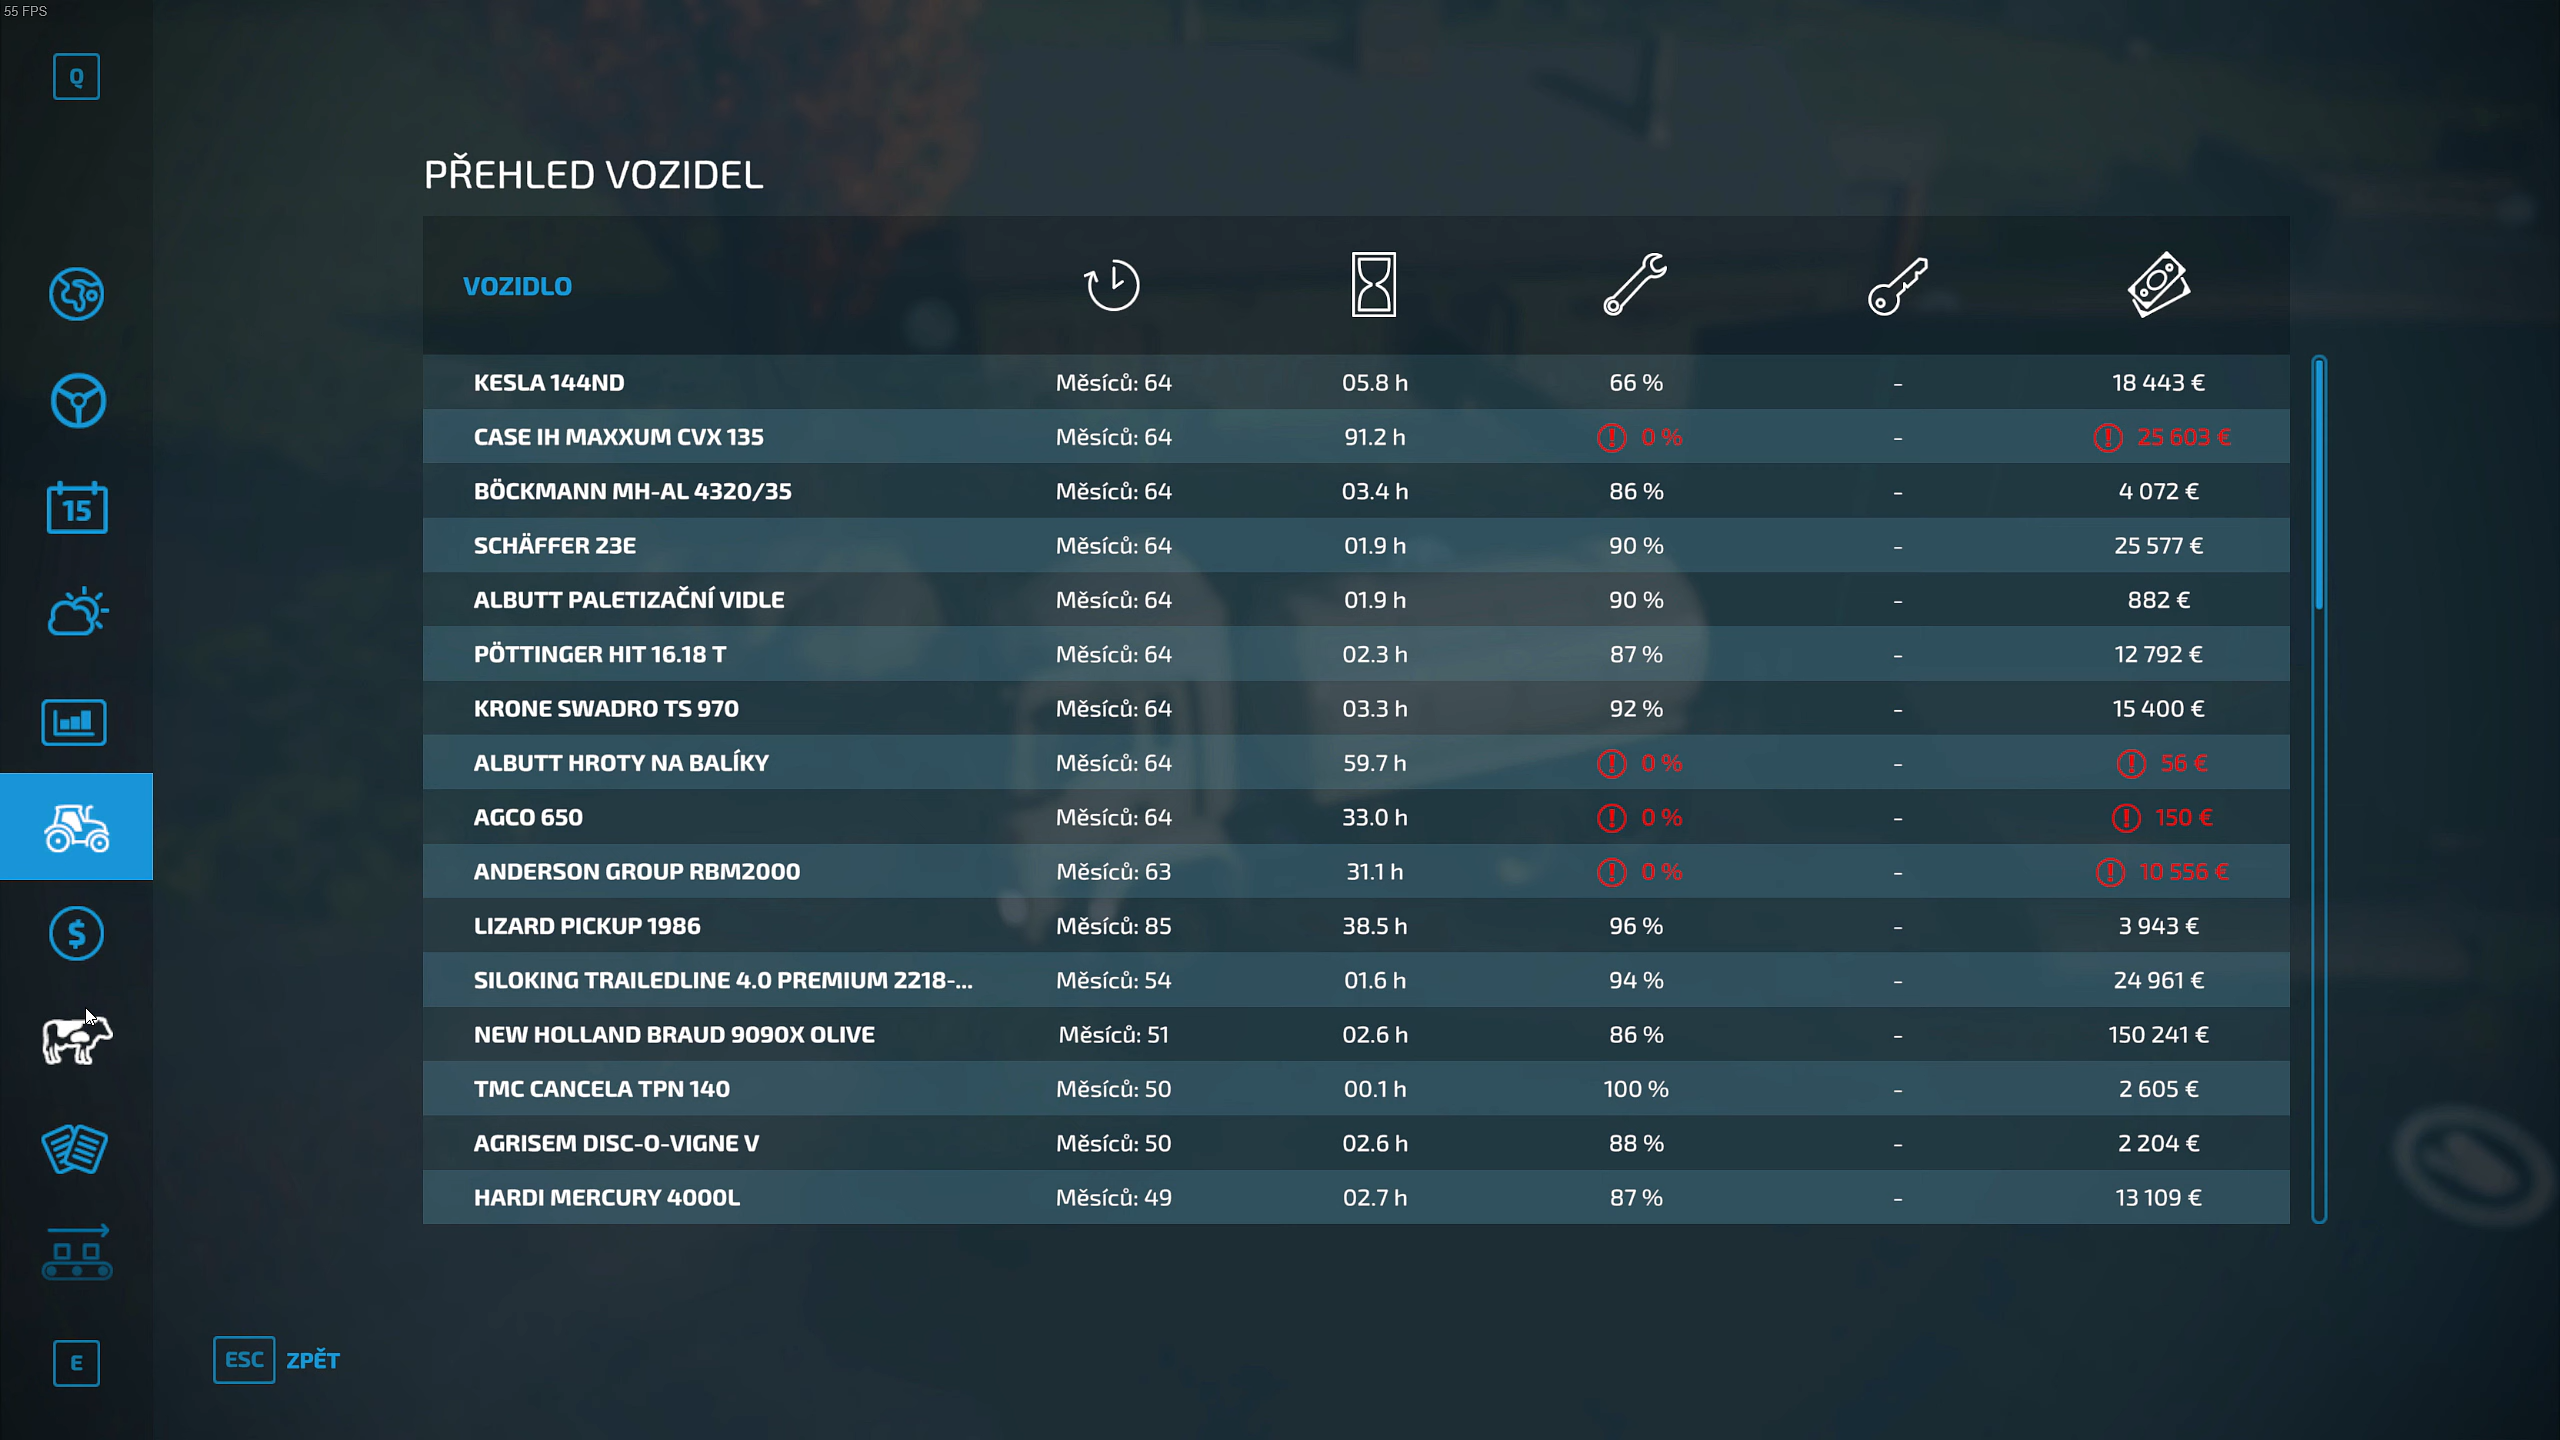 55 FPS
Q
PŘEHLED VOZIDEL
VOZIDLO
KESLA 144ND Měsíců: 64 05.8 h 66 % - 18 443 €
CASE IH MAXXUM CVX 135 Měsíců: 64 91.2 h 0 % - 25 603 €
BÖCKMANN MH-AL 4320/35 Měsíců: 64 03.4 h 86 % - 4 072 €
SCHÄFFER 23E Měsíců: 64 01.9 h 90 % - 25 577 €
ALBUTT PALETIZAČNÍ VIDLE Měsíců: 64 01.9 h 90 % - 882 €
PÖTTINGER HIT 16.18 T Měsíců: 64 02.3 h 87 % - 12 792 €
KRONE SWADRO TS 970 Měsíců: 64 03.3 h 92 % - 15 400 €
ALBUTT HROTY NA BALÍKY Měsíců: 64 59.7 h 0 % - 56 €
AGCO 650 Měsíců: 64 33.0 h 0 % - 150 €
ANDERSON GROUP RBM2000 Měsíců: 63 31.1 h 0 % - 10 556 €
LIZARD PICKUP 1986 Měsíců: 85 38.5 h 96 % - 3 943 €
SILOKING TRAILEDLINE 4.0 PREMIUM 2218-... Měsíců: 54 01.6 h 94 % - 24 961 €
NEW HOLLAND BRAUD 9090X OLIVE Měsíců: 51 02.6 h 86 % - 150 241 €
TMC CANCELA TPN 140 Měsíců: 50 00.1 h 100 % - 2 605 €
AGRISEM DISC-O-VIGNE V Měsíců: 50 02.6 h 88 % - 2 204 €
HARDI MERCURY 4000L Měsíců: 49 02.7 h 87 % - 13 109 €
15
$
E
ESC ZPĚT